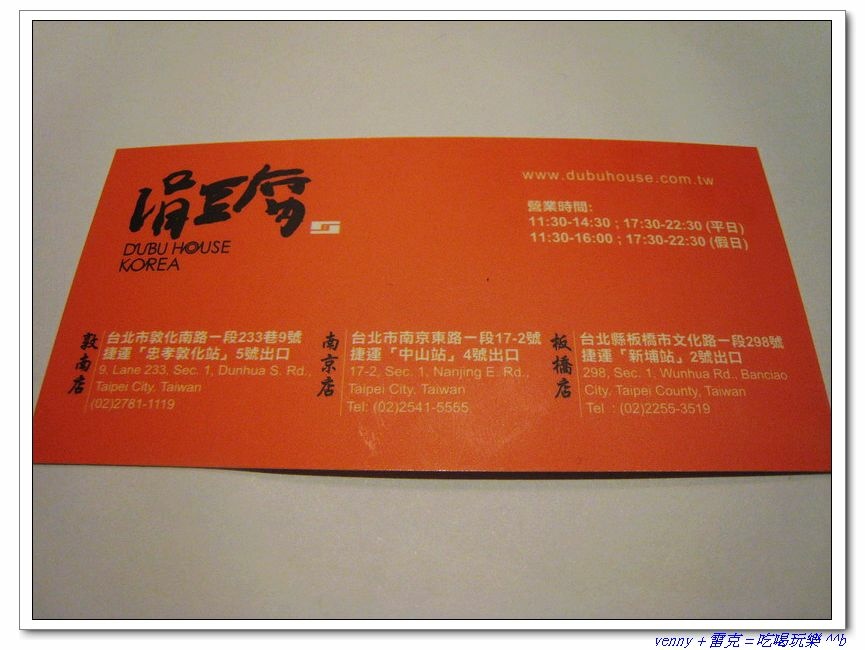 涓豆腐
DUBU HOUSE
KOREA
www.dubuhouse.com.tw
營業時間:
11:30-14:30 ; 17:30-22:30 (平日)
11:30-16:00 ; 17:30-22:30 (假日)
敦南店
台北市敦化南路一段233巷9號
捷運「忠孝敦化站」5號出口
9, Lane 233, Sec. 1, Dunhua S. Rd.,
Taipei City, Taiwan
(02)2781-1119
南京店
台北市南京東路一段17-2號
捷運「中山站」4號出口
17-2, Sec. 1, Nanjing E. Rd.,
Taipei City, Taiwan
Tel: (02)2541-5555
板橋店
台北縣板橋市文化路一段298號
捷運「新埔站」2號出口
298, Sec. 1, Wunhua Rd., Banciao
City, Taipei County, Taiwan
Tel : (02)2255-3519
venny + 雷克 = 吃喝玩樂 ^^b